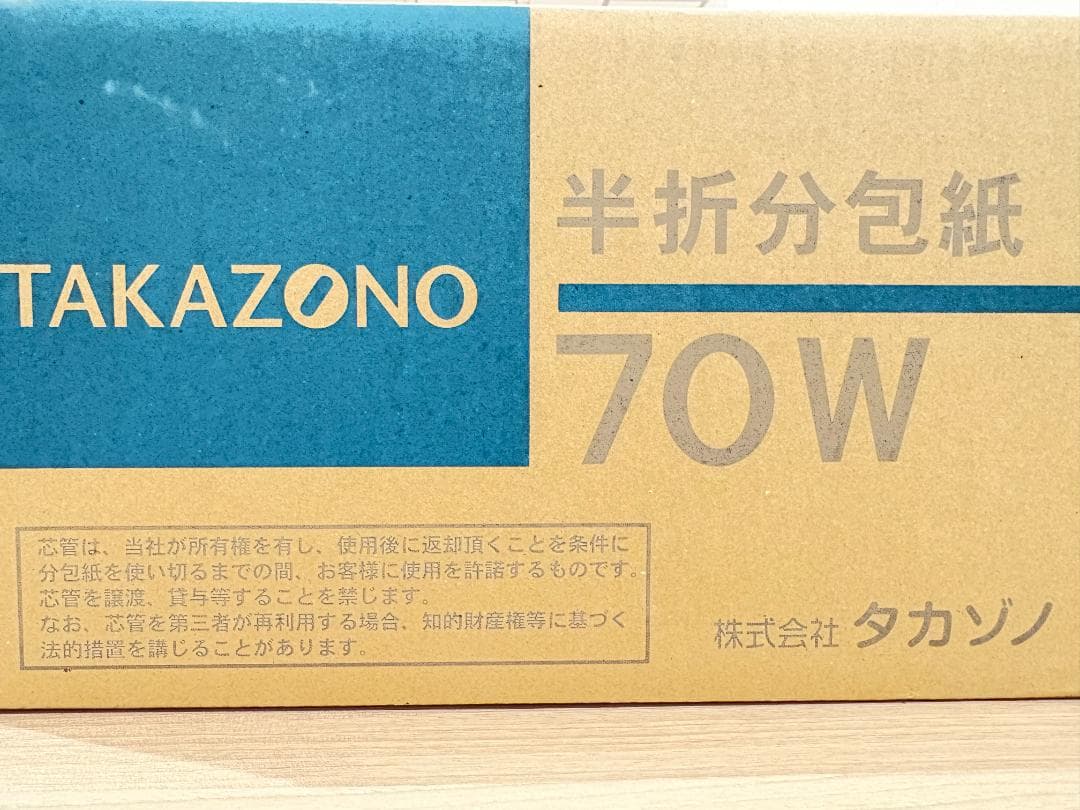 TAKAZONO
半折分包紙
70W
芯管は、当社が所有権を有し、使用後に返却頂くことを条件に
分包紙を使い切るまでの間、お客様に使用を許諾するものです。
芯管を譲渡、貸与等することを禁じます。
なお、芯管を第三者が再利用する場合、知的財産権等に基づく
法的措置を講じることがあります。
株式会社 タカゾノ